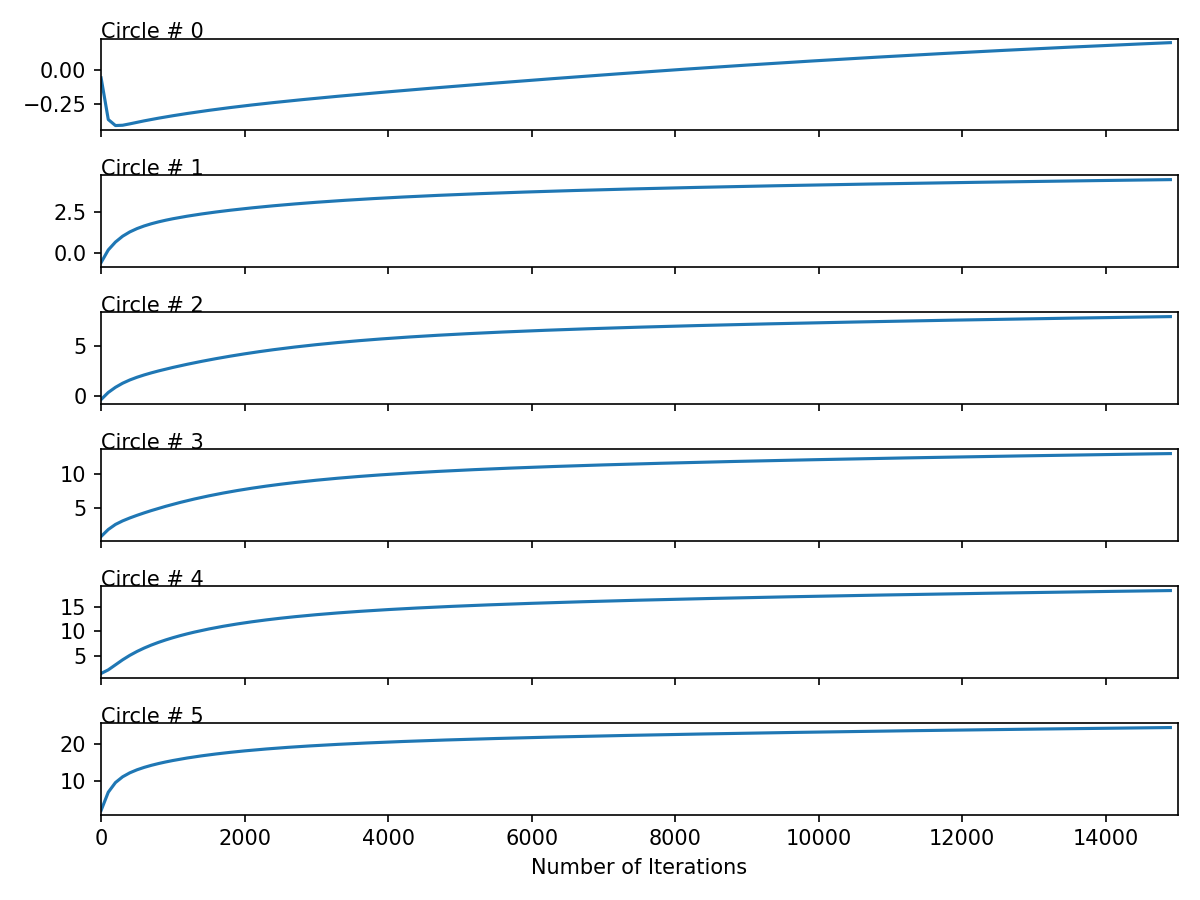 Circle # 0
0.00
−0.25
Circle # 1
2.5
0.0
Circle # 2
5
0
Circle # 3
10
5
Circle # 4
15
10
5
Circle # 5
20
10
0 2000 4000 6000 8000 10000 12000 14000
Number of Iterations